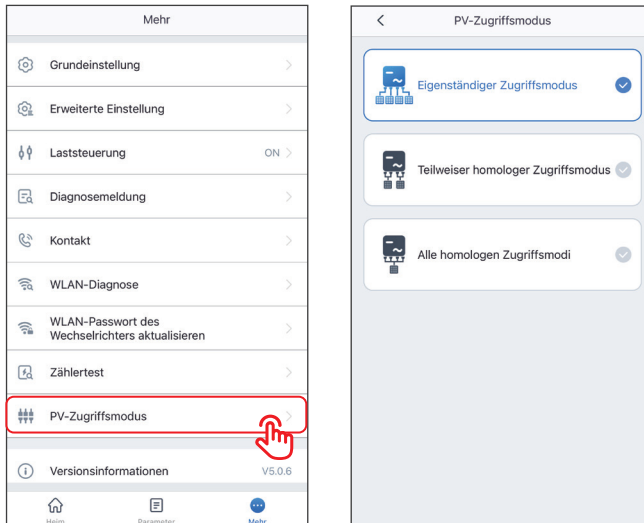 Mehr
Grundeinstellung
Erweiterte Einstellung
Laststeuerung ON
Diagnosemeldung
Kontakt
WLAN-Diagnose
WLAN-Passwort des
Wechselrichters aktualisieren
Zählertest
PV-Zugriffsmodus
Versionsinformationen V5.0.6
Heim Parameter Mehr
PV-Zugriffsmodus
Eigenständiger Zugriffsmodus
Teilweiser homologer Zugriffsmodus
Alle homologen Zugriffsmodi